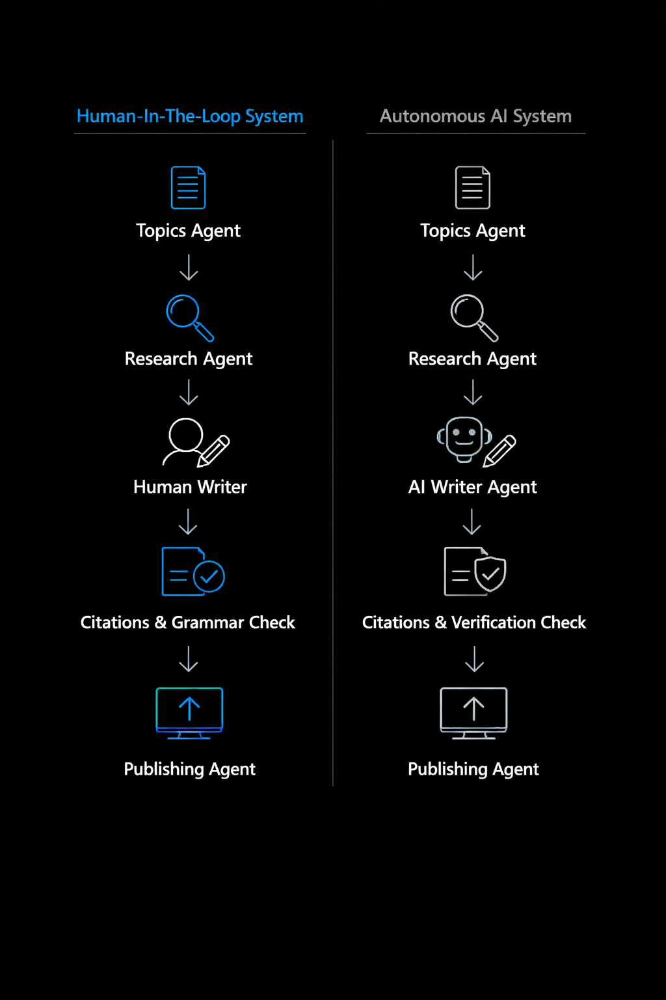 Human-In-The-Loop System
Topics Agent
Research Agent
Human Writer
Citations & Grammar Check
Publishing Agent
Autonomous AI System
Topics Agent
Research Agent
AI Writer Agent
Citations & Verification Check
Publishing Agent